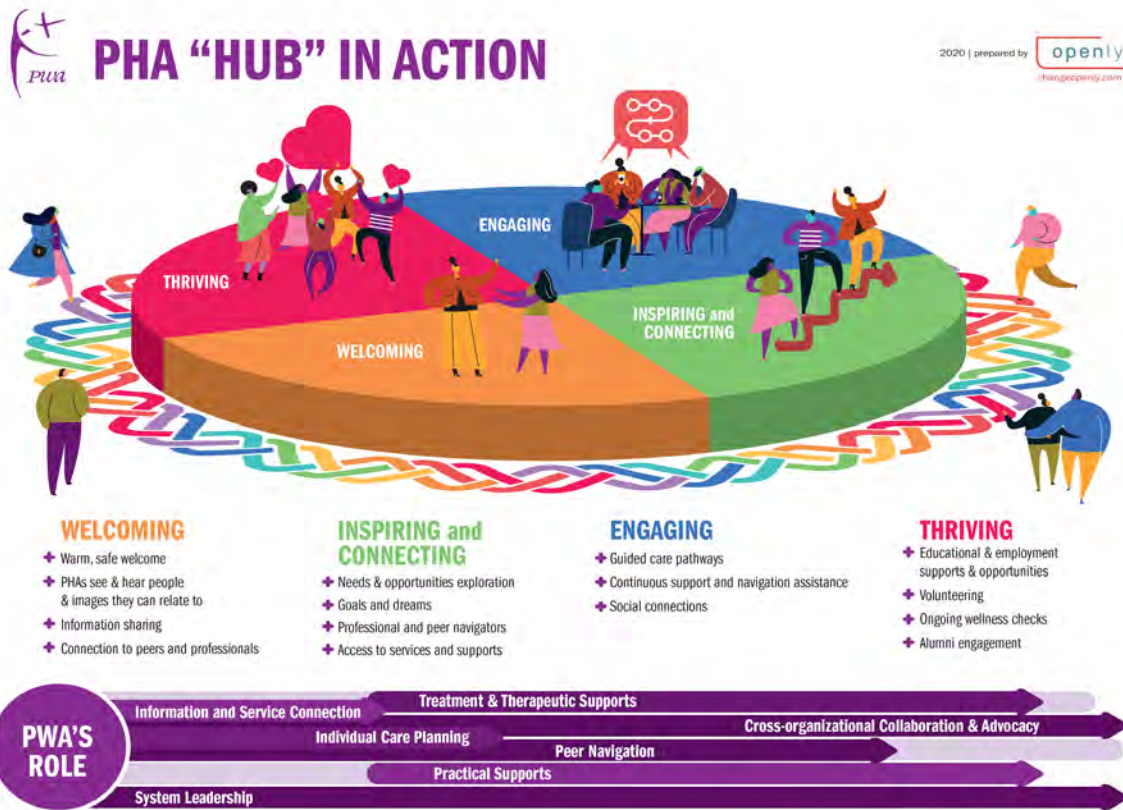 pwa
PHA “HUB” IN ACTION
2020 | prepared by
openly
changeopenly.com
ENGAGING
THRIVING
INSPIRING and
CONNECTING
WELCOMING
WELCOMING
+ Warm, safe welcome
+ PHAs see & hear people
& images they can relate to
+ Information sharing
+ Connection to peers and professionals
INSPIRING and
CONNECTING
+ Needs & opportunities exploration
+ Goals and dreams
+ Professional and peer navigators
+ Access to services and supports
ENGAGING
+ Guided care pathways
+ Continuous support and navigation assistance
+ Social connections
THRIVING
+ Educational & employment
supports & opportunities
+ Volunteering
+ Ongoing wellness checks
+ Alumni engagement
PWA'S
ROLE
Information and Service Connection
Treatment & Therapeutic Supports
Individual Care Planning
Cross-organizational Collaboration & Advocacy
Peer Navigation
Practical Supports
System Leadership